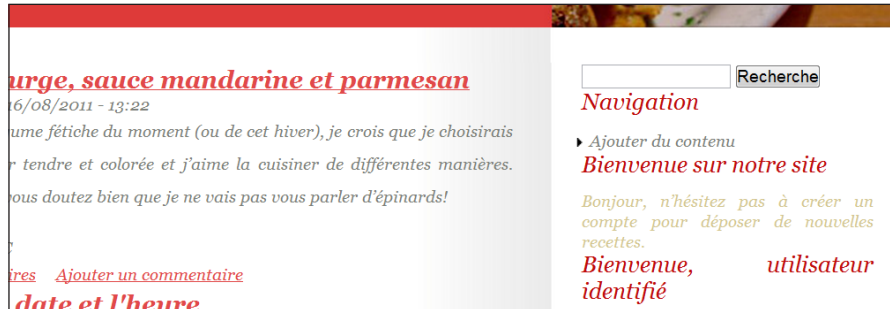 urge, sauce mandarine et parmesan
16/08/2011 - 13:22
ume fétiche du moment (ou de cet hiver), je crois que je choisirais
r tendre et colorée et j'aime la cuisiner de différentes manières.
vous doutez bien que je ne vais pas vous parler d'épinards!
ires Ajouter un commentaire
date et l'heure
Recherche
Navigation
Ajouter du contenu
Bienvenue sur notre site
Bonjour, n'hésitez pas à créer un
compte pour déposer de nouvelles
recettes.
Bienvenue, utilisateur
identifié